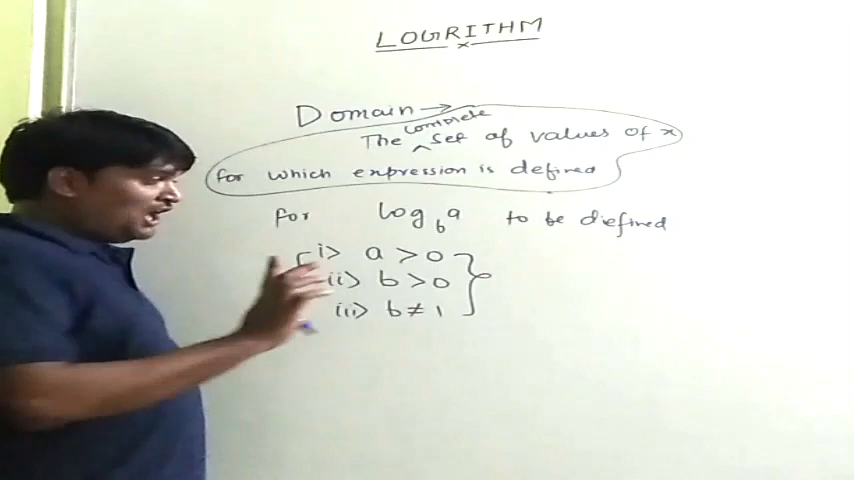 LOGRITHM
Domain →
The complete set of values of x
for which expression is defined
for log_b a to be defined
i> a > 0
ii> b > 0
iii> b ≠ 1